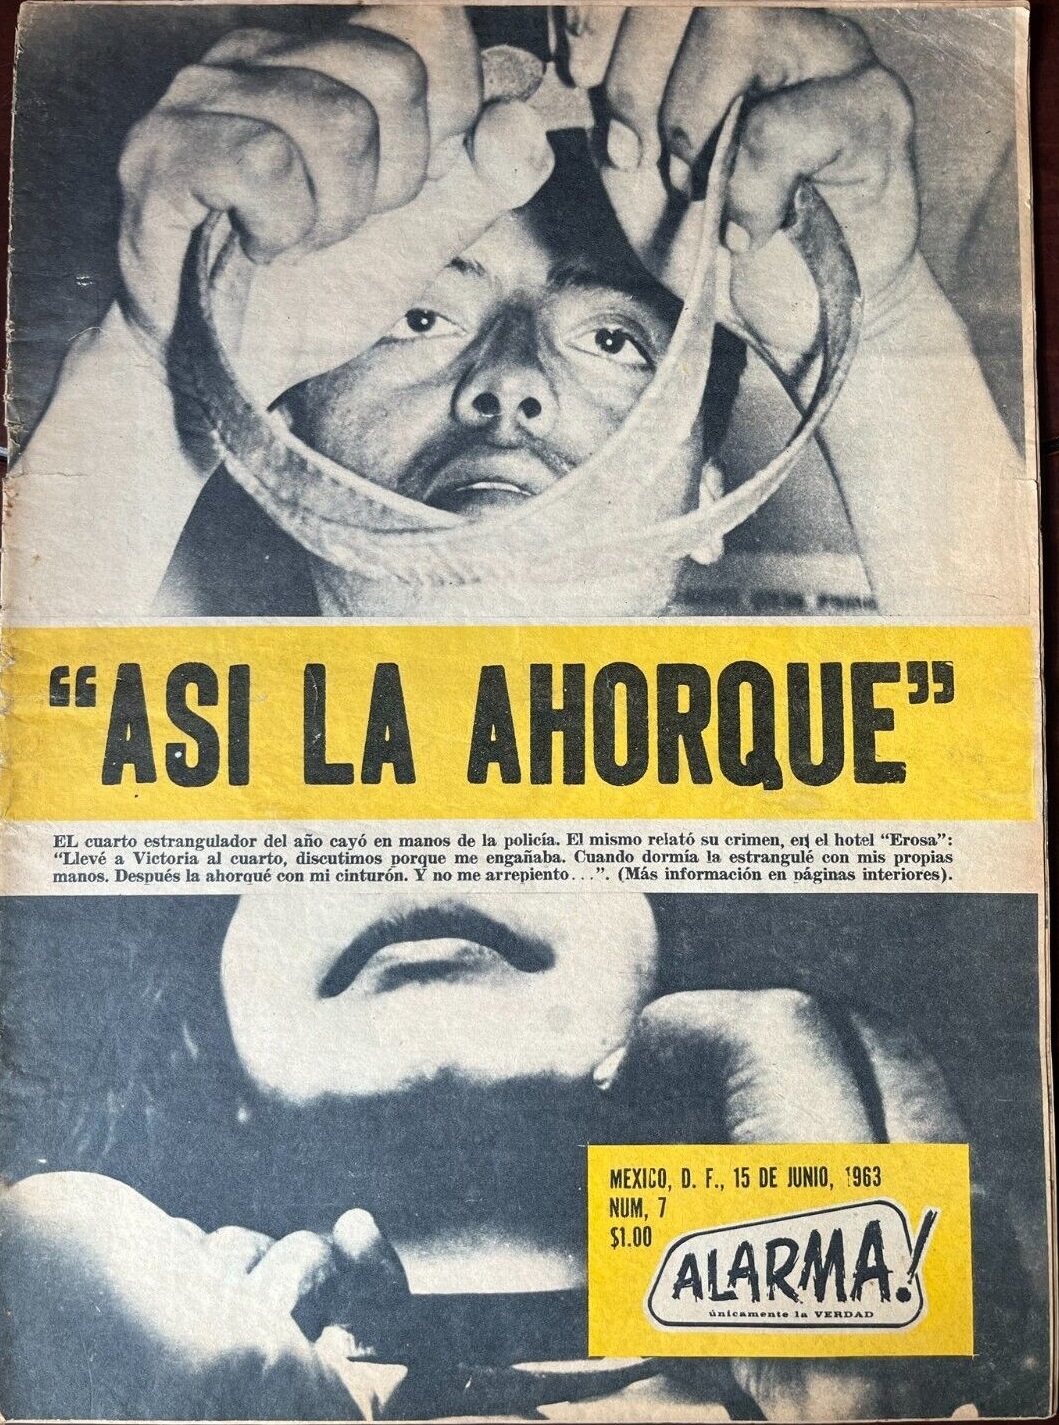 “ASI LA AHORQUE”
EL cuarto estrangulador del año cayó en manos de la policía. El mismo relató su crimen, en el hotel “Erosa”:
“Llevé a Victoria al cuarto, discutimos porque me engañaba. Cuando dormía la estrangulé con mis propias
manos. Después la ahorqué con mi cinturón. Y no me arrepiento...”. (Más información en páginas interiores).
MEXICO, D. F., 15 DE JUNIO, 1963
NUM, 7
$1.00
ALARMA!
únicamente la VERDAD